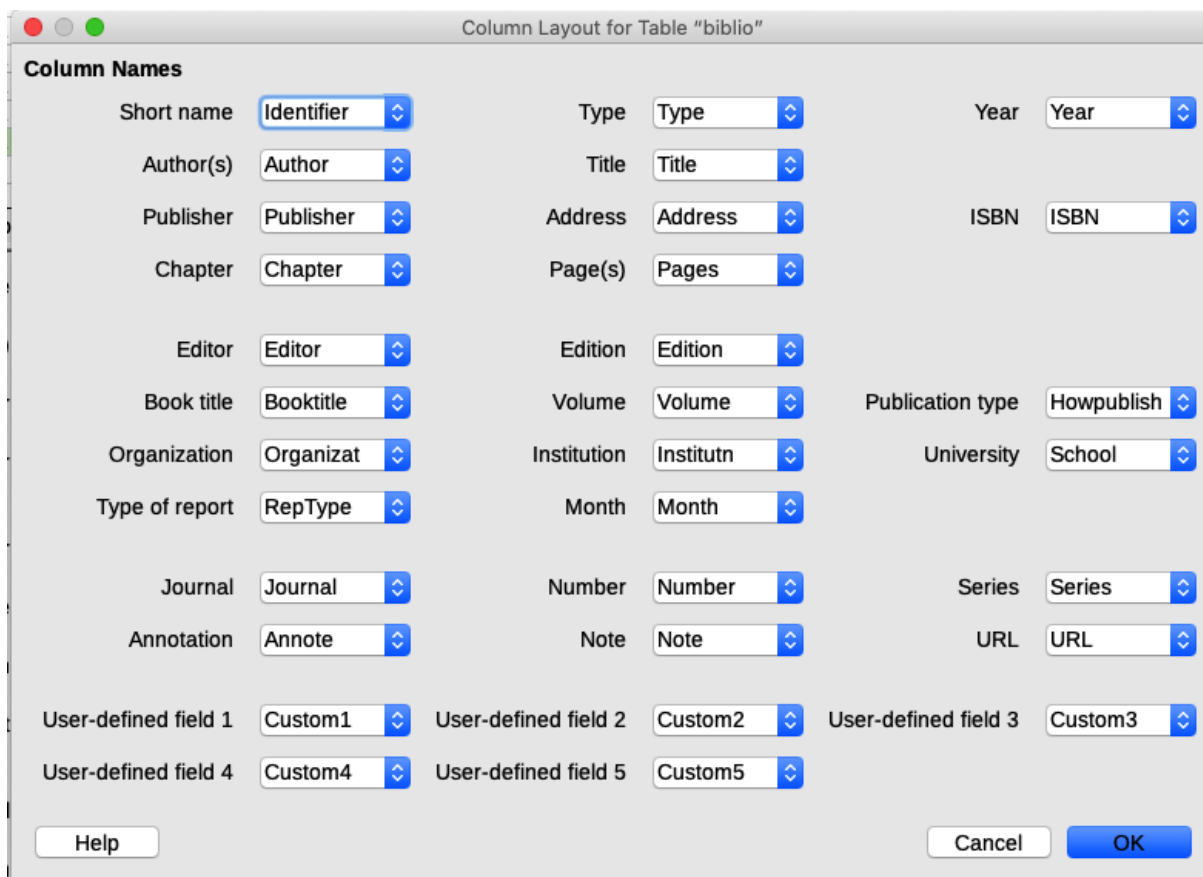 Column Layout for Table “biblio”
Column Names
Short name Identifier Type Type Year Year
Author(s) Author Title Title
Publisher Publisher Address Address ISBN ISBN
Chapter Chapter Page(s) Pages
Editor Editor Edition Edition
Book title Booktitle Volume Volume Publication type Howpublish
Organization Organizat Institution Institutn University School
Type of report RepType Month Month
Journal Journal Number Number Series Series
Annotation Annote Note Note URL URL
User-defined field 1 Custom1 User-defined field 2 Custom2 User-defined field 3 Custom3
User-defined field 4 Custom4 User-defined field 5 Custom5
Help Cancel OK